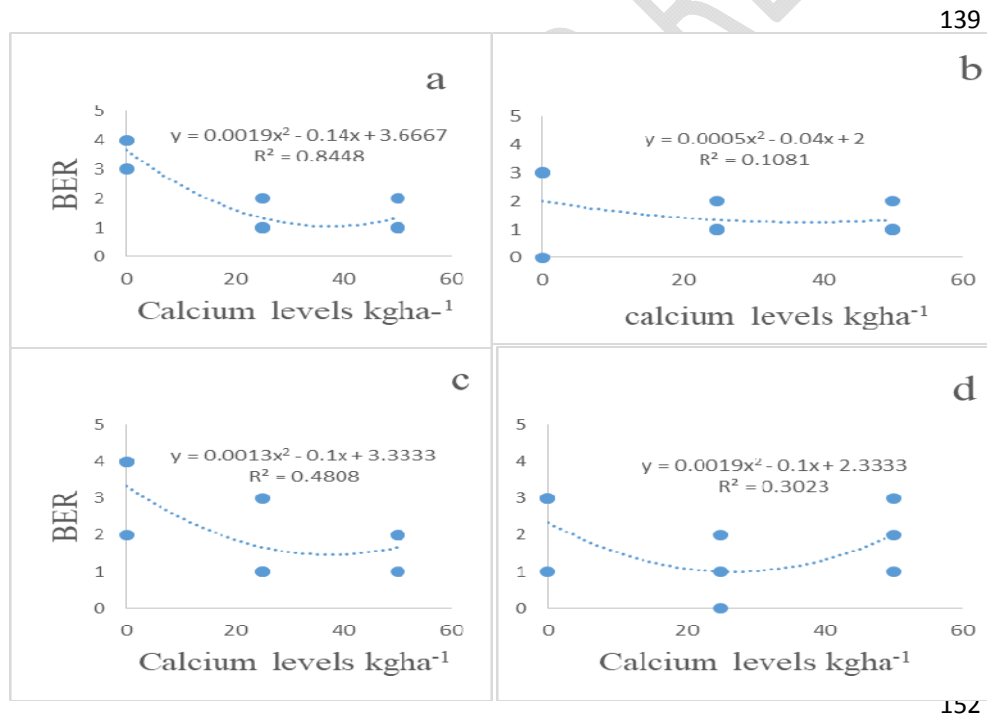 139
a
5
4
3
2
1
0
BER
y = 0.0019x² - 0.14x + 3.6667
R² = 0.8448
0 20 40 60
Calcium levels kgha-¹
b
5
4
3
2
1
0
y = 0.0005x² - 0.04x + 2
R² = 0.1081
0 20 40 60
calcium levels kgha⁻¹
c
5
4
3
2
1
0
BER
y = 0.0013x² - 0.1x + 3.3333
R² = 0.4808
0 20 40 60
Calcium levels kgha⁻¹
d
5
4
3
2
1
0
y = 0.0019x² - 0.1x + 2.3333
R² = 0.3023
0 20 40 60
Calcium levels kgha⁻¹
152